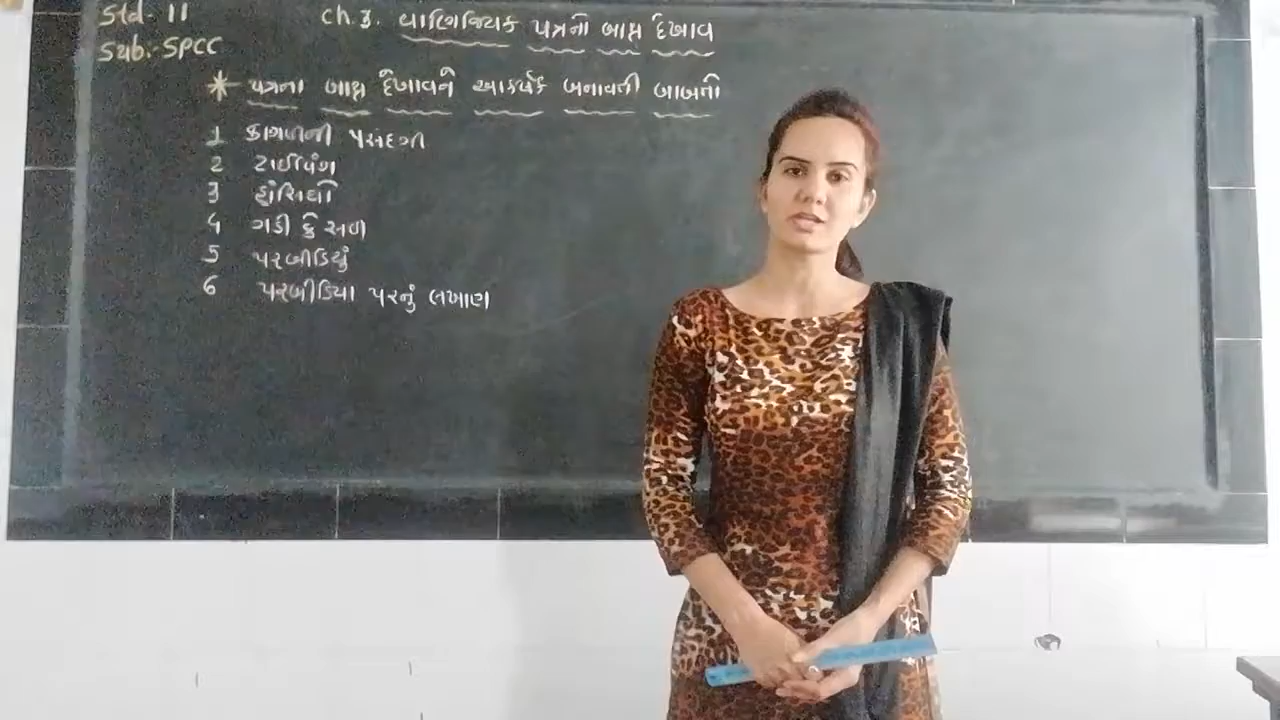 Std- 11
Ch.3. વાણિજ્યિક પત્રનો બાહ્ય દેખાવ
Sub:-SPCC
* પત્રના બાહ્ય દેખાવને આકર્ષક બનાવતી બાબતો
1 કાગળની પસંદગી
2 ટાઈપિંગ
3 હાંસિયો
4 ગડી કે સળ
5 પરબીડિયું
6 પરબીડિયા પરનું લખાણ